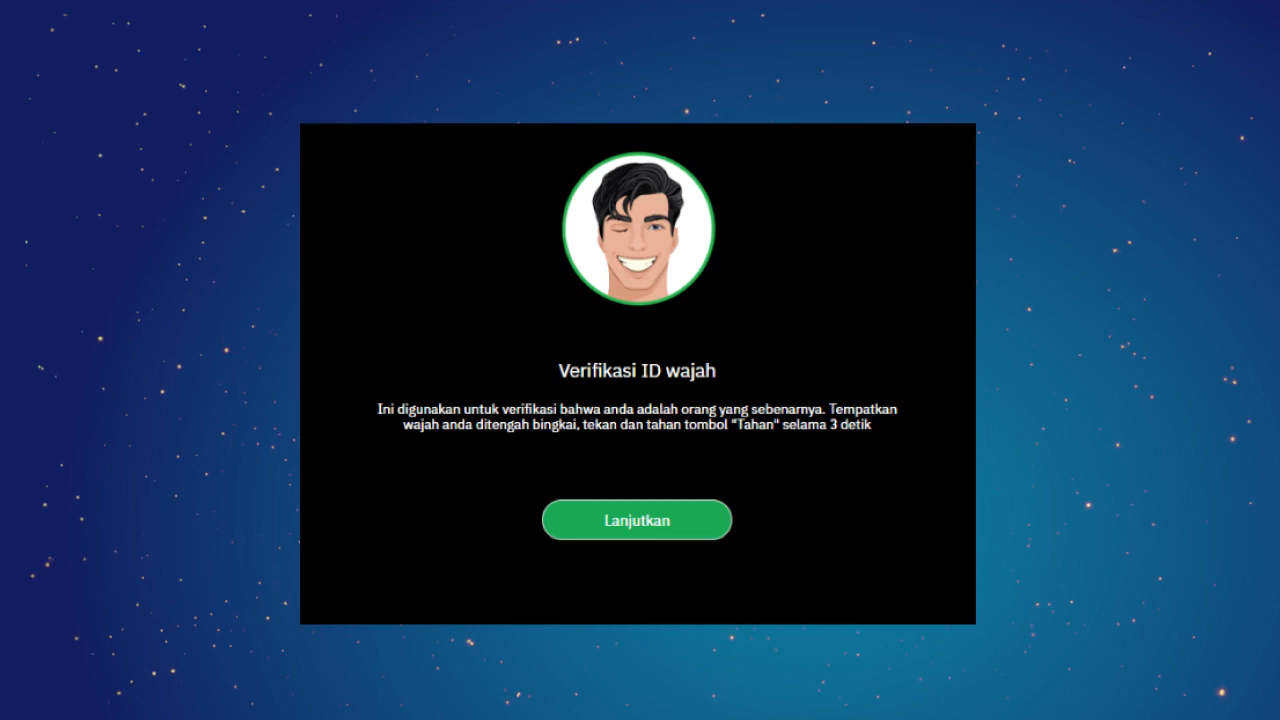 Verifikasi ID wajah
Ini digunakan untuk verifikasi bahwa anda adalah orang yang sebenarnya. Tempatkan
wajah anda ditengah bingkai, tekan dan tahan tombol "Tahan" selama 3 detik
Lanjutkan